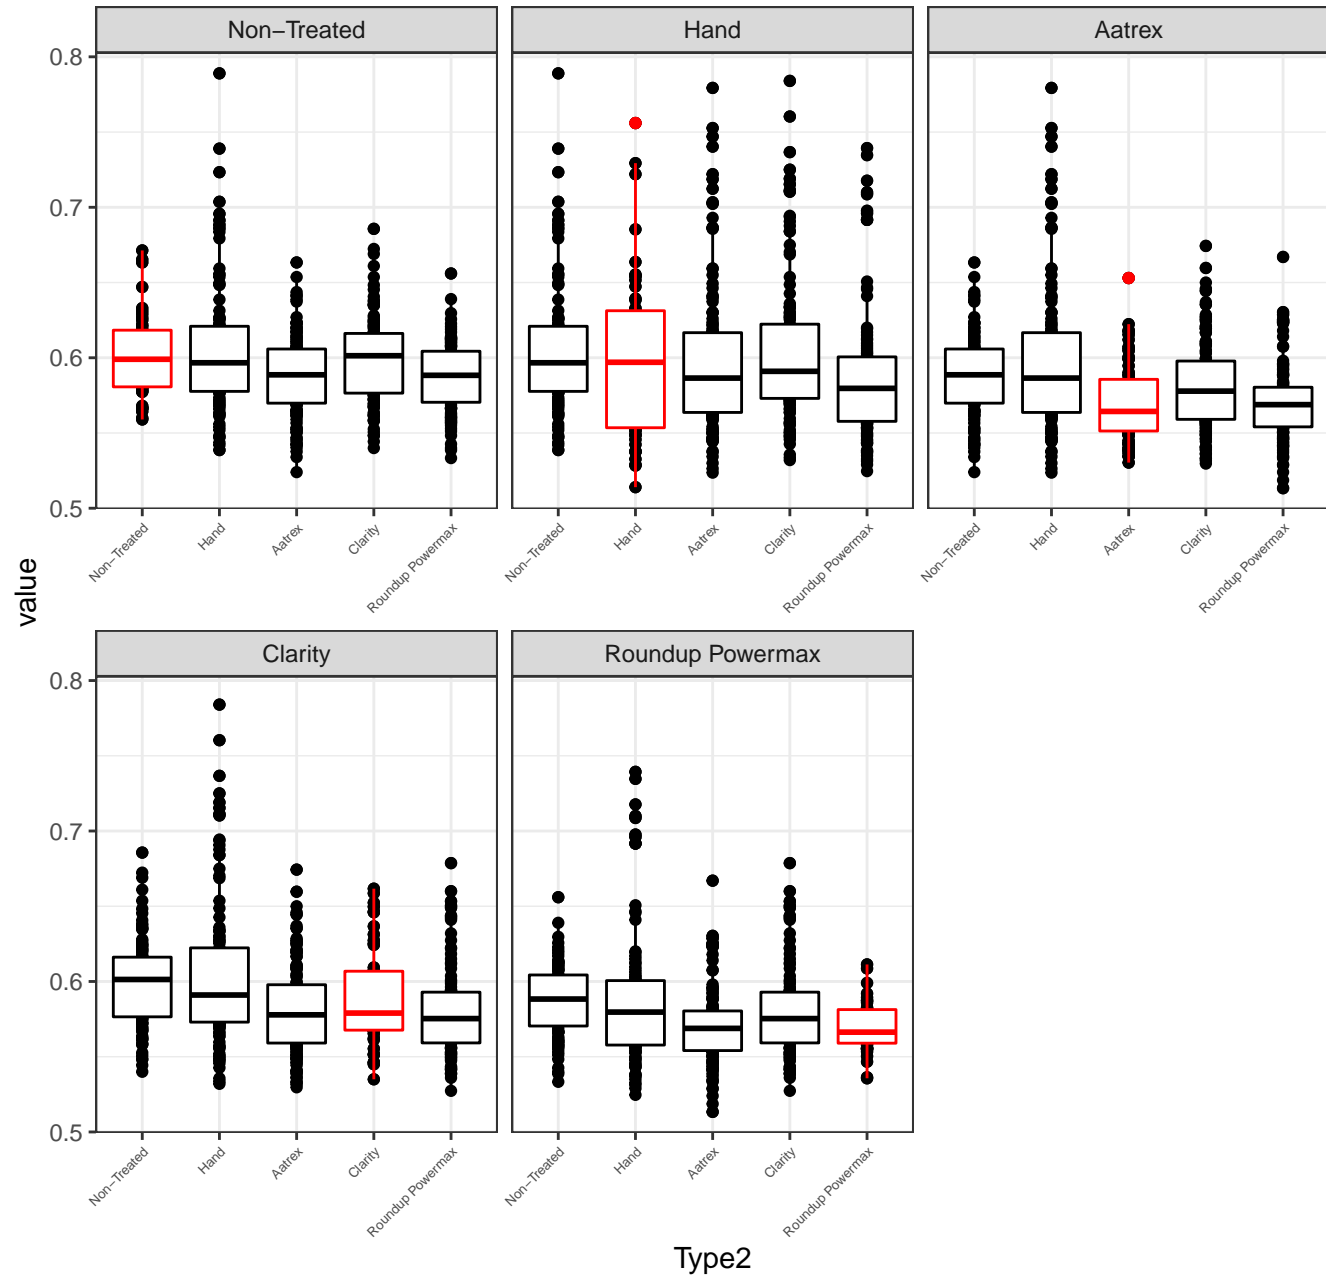 Non−Treated
Hand
Aatrex
0.8
0.7
0.6
0.5
Non−Treated
Hand
Aatrex
Clarity
Roundup Powermax
Non−Treated
Hand
Aatrex
Clarity
Roundup Powermax
Non−Treated
Hand
Aatrex
Clarity
Roundup Powermax
value
Clarity
Roundup Powermax
0.8
0.7
0.6
0.5
Non−Treated
Hand
Aatrex
Clarity
Roundup Powermax
Non−Treated
Hand
Aatrex
Clarity
Roundup Powermax
Type2